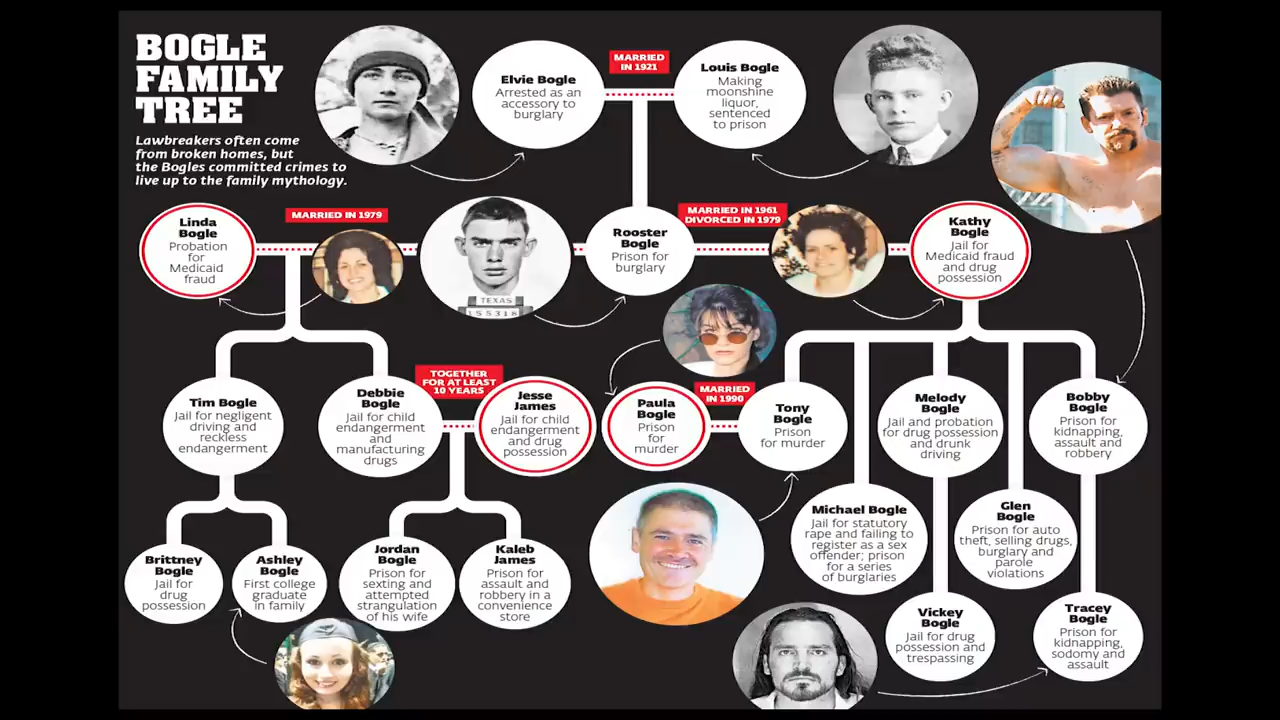 BOGLE
FAMILY
TREE
Lawbreakers often come
from broken homes, but
the Bogles committed crimes to
live up to the family mythology.
Elvie Bogle
Arrested as an
accessory to
burglary
MARRIED
IN 1921
Louis Bogle
Making
moonshine
liquor,
sentenced
to prison
Linda
Bogle
Probation
for
Medicaid
fraud
MARRIED IN 1979
TEXAS
155318
Rooster
Bogle
Prison for
burglary
MARRIED IN 1961
DIVORCED IN 1979
Kathy
Bogle
Jail for
Medicaid fraud
and drug
possession
Tim Bogle
Jail for negligent
driving and
reckless
endangerment
Debbie
Bogle
Jail for child
endangerment
and
manufacturing
drugs
TOGETHER
FOR AT LEAST
10 YEARS
Jesse
James
Jail for child
endangerment
and drug
possession
Paula
Bogle
Prison
for
murder
MARRIED
IN 1990
Tony
Bogle
Prison
for murder
Melody
Bogle
Jail and probation
for drug possession
and drunk
driving
Bobby
Bogle
Prison for
kidnapping,
assault and
robbery
Michael Bogle
Jail for statutory
rape and failing to
register as a sex
offender; prison
for a series
of burglaries
Glen
Bogle
Prison for auto
theft, selling drugs,
burglary and
parole
violations
Brittney
Bogle
Jail for
drug
possession
Ashley
Bogle
First college
graduate
in family
Jordan
Bogle
Prison for
sexting and
attempted
strangulation
of his wife
Kaleb
James
Prison for
assault and
robbery in a
convenience
store
Vickey
Bogle
Jail for drug
possession and
trespassing
Tracey
Bogle
Prison for
kidnapping,
sodomy and
assault